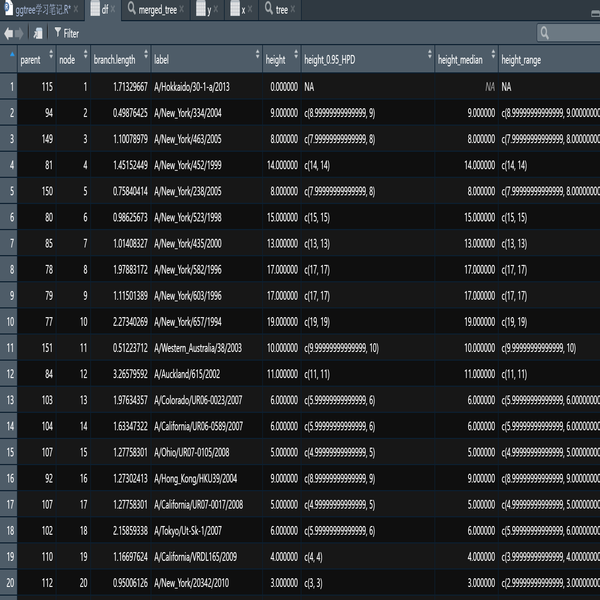 ggtree学习笔记.R* × df × merged_tree × y × x × tree ×
Filter
parent node branch.length label height height_0.95_HPD height_median height_range
1 115 1 1.71329667 A/Hokkaido/30-1-a/2013 0.000000 NA NA NA
2 94 2 0.49876425 A/New_York/334/2004 9.000000 c(8.99999999999999, 9) 9.000000 c(8.99999999999999, 9.00000000
3 149 3 1.10078979 A/New_York/463/2005 8.000000 c(7.99999999999999, 8) 8.000000 c(7.99999999999999, 8.00000000
4 81 4 1.45152449 A/New_York/452/1999 14.000000 c(14, 14) 14.000000 c(14, 14)
5 150 5 0.75840414 A/New_York/238/2005 8.000000 c(7.99999999999999, 8) 8.000000 c(7.99999999999999, 8.00000000
6 80 6 0.98625673 A/New_York/523/1998 15.000000 c(15, 15) 15.000000 c(15, 15)
7 85 7 1.01408327 A/New_York/435/2000 13.000000 c(13, 13) 13.000000 c(13, 13)
8 78 8 1.97883172 A/New_York/582/1996 17.000000 c(17, 17) 17.000000 c(17, 17)
9 79 9 1.11501389 A/New_York/603/1996 17.000000 c(17, 17) 17.000000 c(17, 17)
10 77 10 2.27340269 A/New_York/657/1994 19.000000 c(19, 19) 19.000000 c(19, 19)
11 151 11 0.51223712 A/Western_Australia/38/2003 10.000000 c(9.99999999999999, 10) 10.000000 c(9.99999999999999, 10)
12 84 12 3.26579592 A/Auckland/615/2002 11.000000 c(11, 11) 11.000000 c(11, 11)
13 103 13 1.97634357 A/Colorado/UR06-0023/2007 6.000000 c(5.99999999999999, 6) 6.000000 c(5.99999999999999, 6.00000000
14 104 14 1.63347322 A/California/UR06-0589/2007 6.000000 c(5.99999999999999, 6) 6.000000 c(5.99999999999999, 6.00000000
15 107 15 1.27758301 A/Ohio/UR07-0105/2008 5.000000 c(4.99999999999999, 5) 5.000000 c(4.99999999999999, 5.00000000
16 92 16 1.27302413 A/Hong_Kong/HKU39/2004 9.000000 c(8.99999999999999, 9) 9.000000 c(8.99999999999999, 9.00000000
17 107 17 1.27758301 A/California/UR07-0017/2008 5.000000 c(4.99999999999999, 5) 5.000000 c(4.99999999999999, 5.00000000
18 102 18 2.15859338 A/Tokyo/Ut-Sk-1/2007 6.000000 c(5.99999999999999, 6) 6.000000 c(5.99999999999999, 6.00000000
19 110 19 1.16697624 A/California/VRDL165/2009 4.000000 c(4, 4) 4.000000 c(3.99999999999999, 4.00000000
20 112 20 0.95006126 A/New_York/20342/2010 3.000000 c(3, 3) 3.000000 c(2.99999999999999, 3.00000000